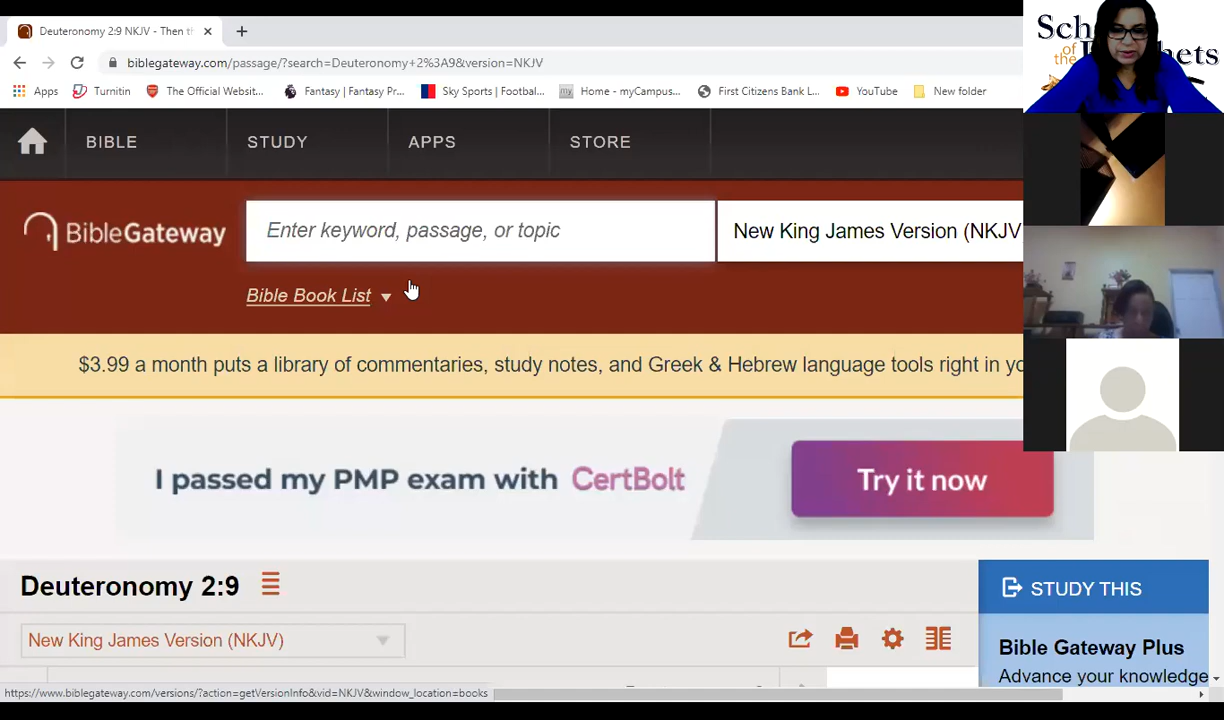 Deuteronomy 2:9 NKJV - Then t
biblegateway.com/passage/?search=Deuteronomy+2%3A9&version=NKJV
Apps
Turnitin
The Official Websit...
Fantasy | Fantasy Pr...
Sky Sports | Footbal...
my
Home - myCampus...
First Citizens Bank L...
YouTube
New folder
BIBLE
STUDY
APPS
STORE
BibleGateway
Enter keyword, passage, or topic
New King James Version (NKJV
Bible Book List
$3.99 a month puts a library of commentaries, study notes, and Greek & Hebrew language tools right in yo
I passed my PMP exam with CertBolt
Try it now
Deuteronomy 2:9
STUDY THIS
New King James Version (NKJV)
Bible Gateway Plus
Advance your knowledge
https://www.biblegateway.com/versions/?action=getVersionInfo&vid=NKJV&window_location=books
of
the